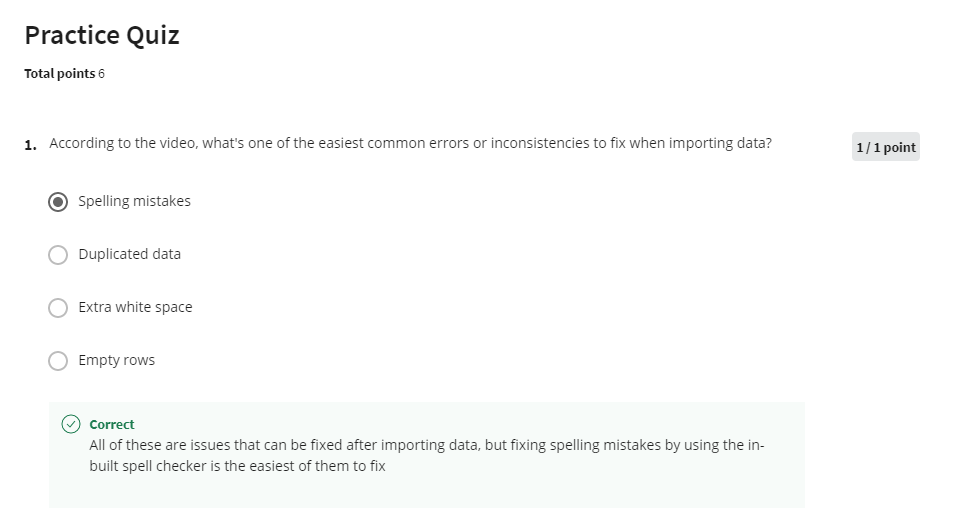 Practice Quiz
Total points 6
1. According to the video, what's one of the easiest common errors or inconsistencies to fix when importing data?
1 / 1 point
Spelling mistakes
Duplicated data
Extra white space
Empty rows
Correct
All of these are issues that can be fixed after importing data, but fixing spelling mistakes by using the in-
built spell checker is the easiest of them to fix